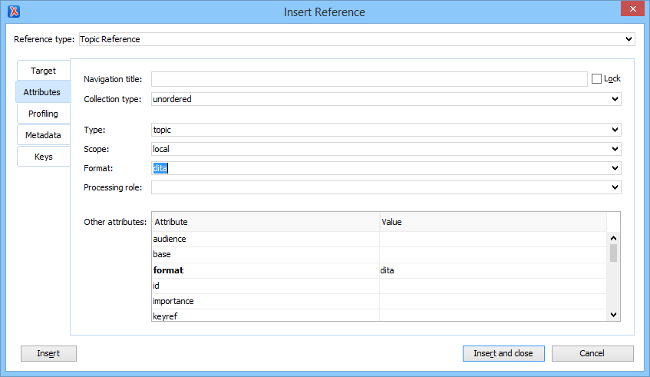 Insert Reference
Reference type: Topic Reference
Target
Attributes
Profiling
Metadata
Keys
Navigation title: Lock
Collection type: unordered
Type: topic
Scope: local
Format: dita
Processing role:
Other attributes: Attribute Value
audience
base
format dita
id
importance
keyref
Insert Insert and close Cancel